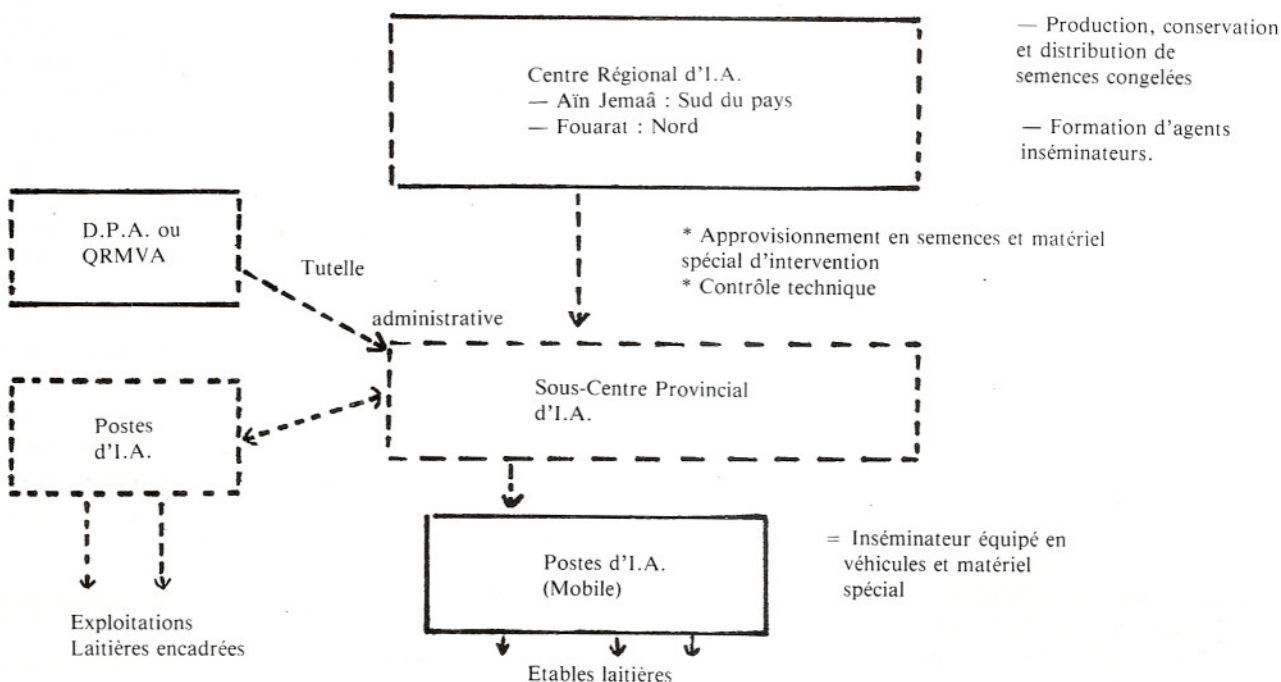 Centre Régional d'I.A.
— Aïn Jemaâ : Sud du pays
— Fouarat : Nord
— Production, conservation
et distribution de
semences congelées
— Formation d'agents
inséminateurs.
D.P.A. ou
QRMVA
Tutelle
administrative
* Approvisionnement en semences et matériel
spécial d'intervention
* Contrôle technique
Sous-Centre Provincial
d'I.A.
Postes
d'I.A.
Postes d'I.A.
(Mobile)
= Inséminateur équipé en
véhicules et matériel
spécial
Exploitations
Laitières encadrées
Etables laitières